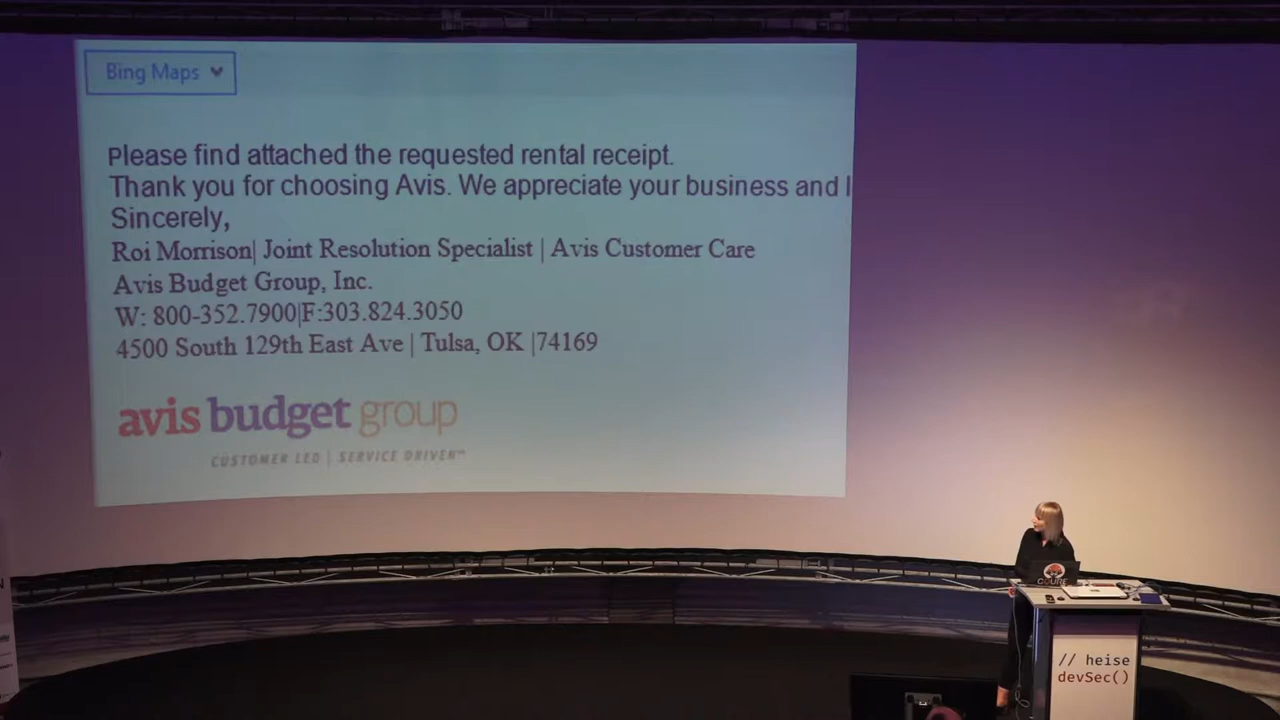 Bing Maps
Please find attached the requested rental receipt.
Thank you for choosing Avis. We appreciate your business and
Sincerely,
Roi Morrison| Joint Resolution Specialist | Avis Customer Care
Avis Budget Group, Inc.
W: 800-352.7900|F:303.824.3050
4500 South 129th East Ave | Tulsa, OK |74169
avis budget group
CUSTOMER LED | SERVICE DRIVEN™
CQURE
// heise
devSec()